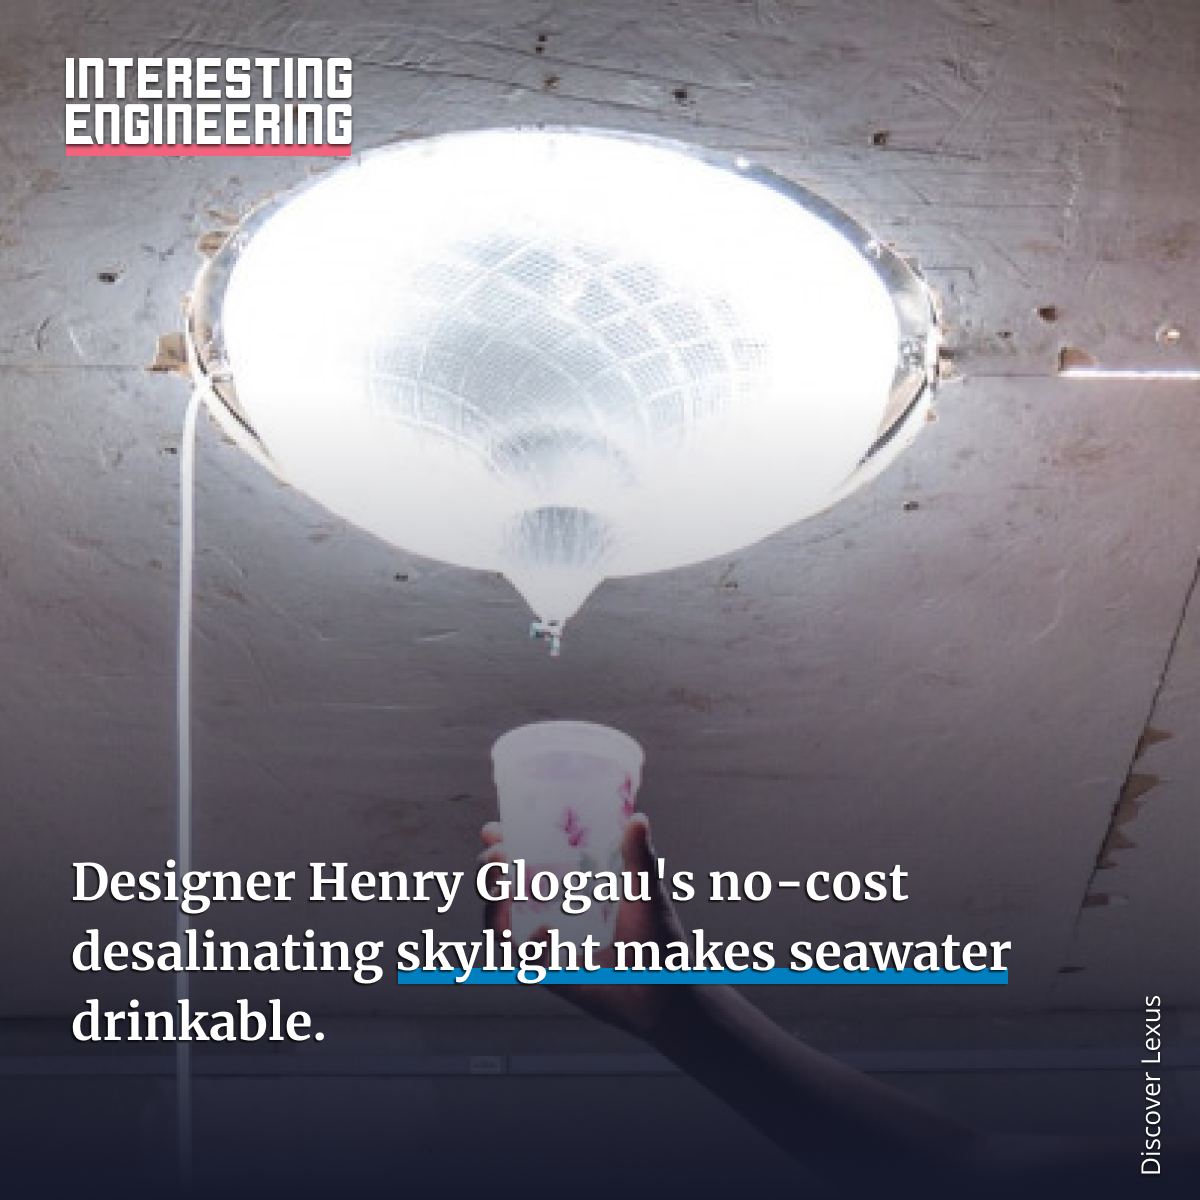 INTERESTING
ENGINEERING
Designer Henry Glogau's no-cost
desalinating skylight makes seawater
drinkable.
Discover Lexus